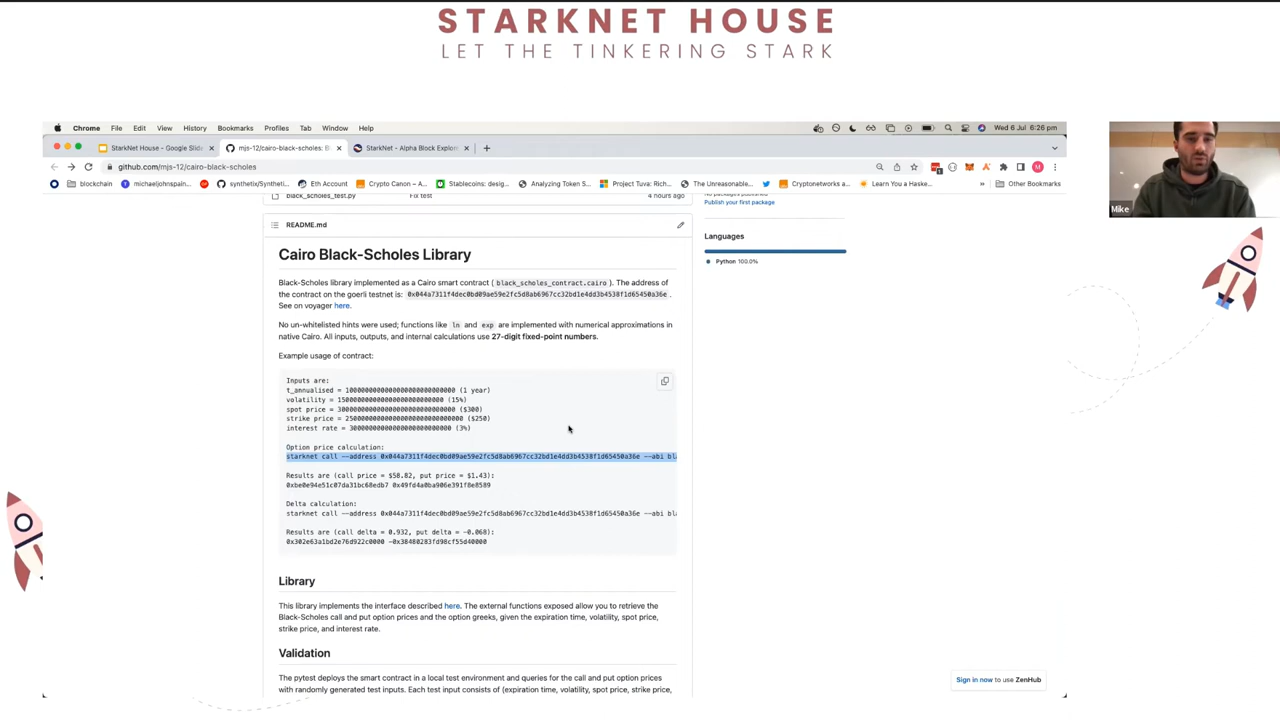 STARKNET HOUSE
LET THE TINKERING STARK
Chrome File Edit View History Bookmarks Profiles Tab Window Help
Wed 6 Jul 6:26 pm
StarkNet House - Google Slide
mjs-12/cairo-black-scholes: B
StarkNet - Alpha Block Explor
github.com/mjs-12/cairo-black-scholes
blockchain
michaeljohnspain...
synthetix/Syntheti...
Eth Account
Crypto Canon – A...
Stablecoins: desig...
Analyzing Token S...
Project Tuva: Rich...
The Unreasonable...
Cryptonetworks a...
Learn You a Haske...
Other Bookmarks
black_scholes_test.py Fix test 4 hours ago
Publish your first package
README.md
Languages
Python 100.0%
Cairo Black-Scholes Library
Black-Scholes library implemented as a Cairo smart contract ( black_scholes_contract.cairo ). The address of
the contract on the goerli testnet is: 0x044a7311f4dec0bd09ae59e2fc5d8ab6967cc32bd1e4dd3b4538f1d65450a36e .
See on voyager here.
No un-whitelisted hints were used; functions like ln and exp are implemented with numerical approximations in
native Cairo. All inputs, outputs, and internal calculations use 27-digit fixed-point numbers.
Example usage of contract:
Inputs are:
t_annualised = 1000000000000000000000000000 (1 year)
volatility = 150000000000000000000000000 (15%)
spot price = 300000000000000000000000000000 ($300)
strike price = 250000000000000000000000000000 ($250)
interest rate = 30000000000000000000000000 (3%)
Option price calculation:
starknet call --address 0x044a7311f4dec0bd09ae59e2fc5d8ab6967cc32bd1e4dd3b4538f1d65450a36e --abi bl
Results are (call price = $58.82, put price = $1.43):
0xbe0e94e51c07da31bc68edb7 0x49fd4a0ba906e391f8e8589
Delta calculation:
starknet call --address 0x044a7311f4dec0bd09ae59e2fc5d8ab6967cc32bd1e4dd3b4538f1d65450a36e --abi bl
Results are (call delta = 0.932, put delta = -0.068):
0x302e63a1bd2e76d922c0000 -0x38480283fd98cf55d40000
Library
This library implements the interface described here. The external functions exposed allow you to retrieve the
Black-Scholes call and put option prices and the option greeks, given the expiration time, volatility, spot price,
strike price, and interest rate.
Validation
The pytest deploys the smart contract in a local test environment and queries for the call and put option prices
with randomly generated test inputs. Each test input consists of (expiration time, volatility, spot price, strike price,
Sign in now to use ZenHub
Mike